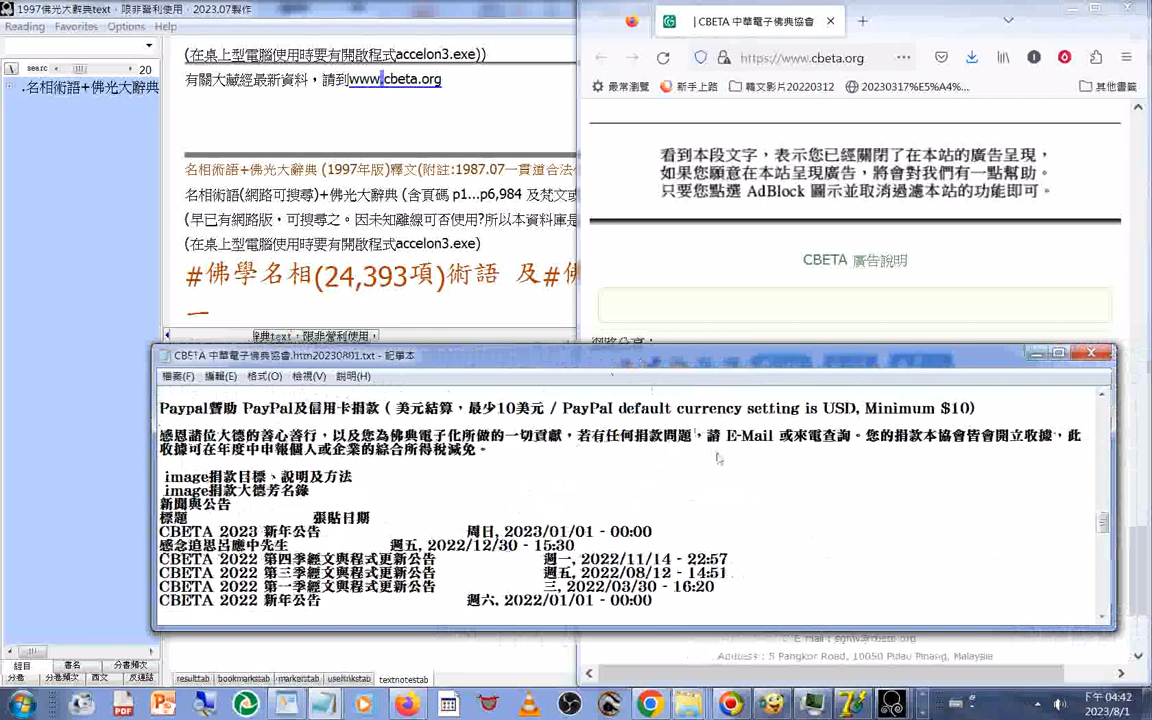 1997佛光大辭典text，限非營利使用，2023.07製作
Reading Favorites Options Help
searc 20
.名相術語+佛光大辭典
(在桌上型電腦使用時要有開啟程式accelon3.exe))
有關大藏經最新資料，請到www.cbeta.org
名相術語+佛光大辭典 (1997年版)釋文(附註:1987.07一貫道合法
名相術語(網路可搜尋)+佛光大辭典 (含頁碼 p1...p6,984 及梵文或
(早已有網路版，可搜尋之。因未知離線可否使用?所以本資料庫是
(在桌上型電腦使用時要有開啟程式accelon3.exe)
#佛學名相(24,393項)術語 及#佛
典text，限非營利使用，
| CBETA 中華電子佛典協會
https://www.cbeta.org
最常瀏覽 新手上路 韓文影片20220312 20230317%E5%A4%... 其他書籤
看到本段文字，表示您已經關閉了在本站的廣告呈現，
如果您願意在本站呈現廣告，將會對我們有一點幫助。
只要您點選 AdBlock 圖示並取消過濾本站的功能即可。
CBETA 廣告說明
CBETA 中華電子佛典協會.htm20230801.txt - 記事本
檔案(F) 編輯(E) 格式(O) 檢視(V) 說明(H)
Paypal贊助 PayPal及信用卡捐款 ( 美元結算，最少10美元 / PayPal default currency setting is USD, Minimum $10)
感恩諸位大德的善心善行，以及您為佛典電子化所做的一切貢獻，若有任何捐款問題，請 E-Mail 或來電查詢。您的捐款本協會皆會開立收據，此
收據可在年度中申報個人或企業的綜合所得稅減免。
image捐款目標、說明及方法
image捐款大德芳名錄
新聞與公告
標題 張貼日期
CBETA 2023 新年公告 周日, 2023/01/01 - 00:00
感念追思呂應中先生 週五, 2022/12/30 - 15:30
CBETA 2022 第四季經文與程式更新公告 週一, 2022/11/14 - 22:57
CBETA 2022 第三季經文與程式更新公告 週五, 2022/08/12 - 14:51
CBETA 2022 第一季經文與程式更新公告 三, 2022/03/30 - 16:20
CBETA 2022 新年公告 週六, 2022/01/01 - 00:00
Address : 5 Pangkor Road, 10050 Pulau Pinang, Malaysia
經目 書名 分書頻次
分卷 分卷頻次 西文 反連結
resulttab bookmarkstab markertab usefulinkstab textnotestab
下午 04:42
2023/8/1